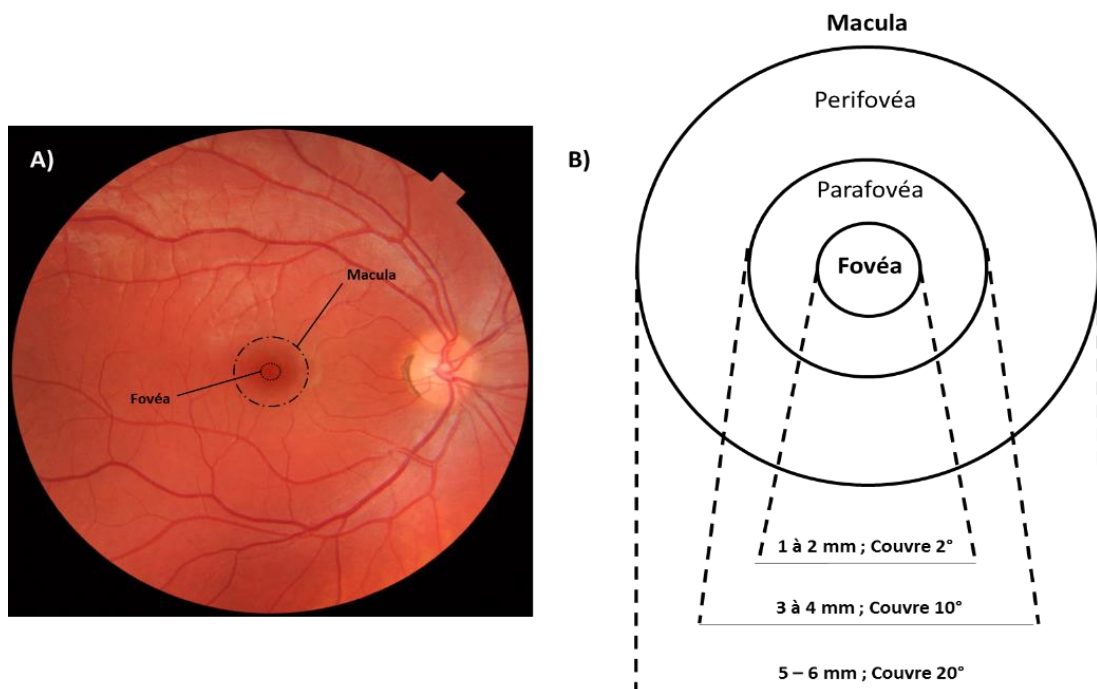 A)
Macula
Fovéa
B)
Macula
Perifovéa
Parafovéa
Fovéa
1 à 2 mm ; Couvre 2°
3 à 4 mm ; Couvre 10°
5 – 6 mm ; Couvre 20°